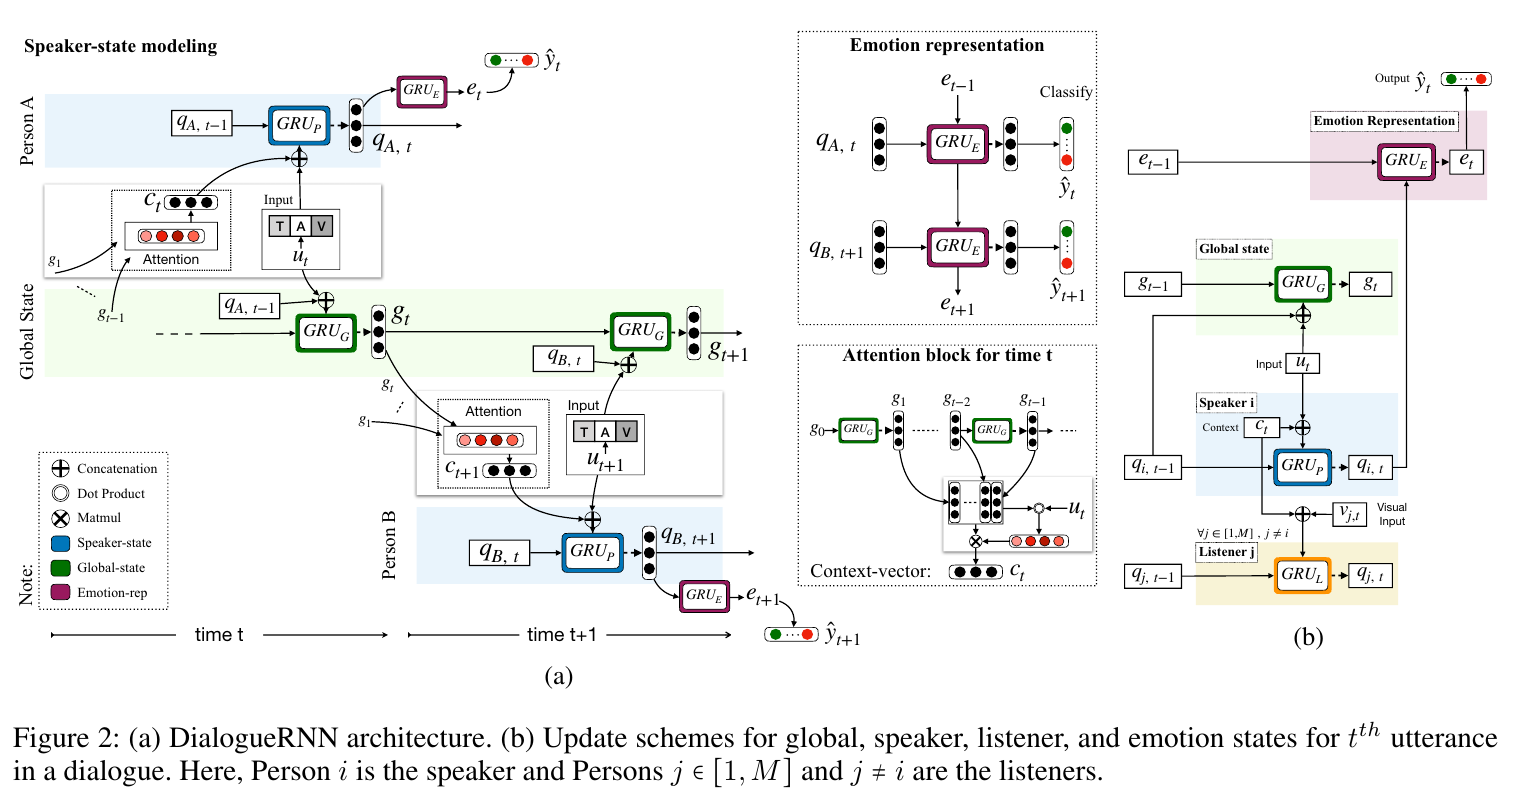 Speaker-state modeling
Person A
q_{A, t−1}
GRU_P
q_{A, t}
GRU_E
e_t
ŷ_t
c_t
Attention
g_1
g_{t−1}
Input
T A V
u_t
Global State
q_{A, t−1}
GRU_G
g_t
q_{B, t}
GRU_G
g_{t+1}
g_t
g_1
Attention
c_{t+1}
Input
T A V
u_{t+1}
Person B
q_{B, t}
GRU_P
q_{B, t+1}
GRU_E
e_{t+1}
ŷ_{t+1}
Note:
Concatenation
Dot Product
Matmul
Speaker-state
Global-state
Emotion-rep
time t
time t+1
(a)
Emotion representation
e_{t−1}
Classify
q_{A, t}
GRU_E
ŷ_t
q_{B, t+1}
GRU_E
ŷ_{t+1}
e_{t+1}
Attention block for time t
g_1
g_{t−2}
g_{t−1}
g_0
GRU_G
GRU_G
u_t
Context-vector:
c_t
Output ŷ_t
Emotion Representation
e_{t−1}
GRU_E
e_t
Global state
g_{t−1}
GRU_G
g_t
Input u_t
Speaker i
Context c_t
q_{i, t−1}
GRU_P
q_{i, t}
v_{j,t}
Visual
Input
∀j ∈ [1,M] , j ≠ i
Listener j
q_{j, t−1}
GRU_L
q_{j, t}
(b)
Figure 2: (a) DialogueRNN architecture. (b) Update schemes for global, speaker, listener, and emotion states for t^{th} utterance
in a dialogue. Here, Person i is the speaker and Persons j ∈ [1, M] and j ≠ i are the listeners.